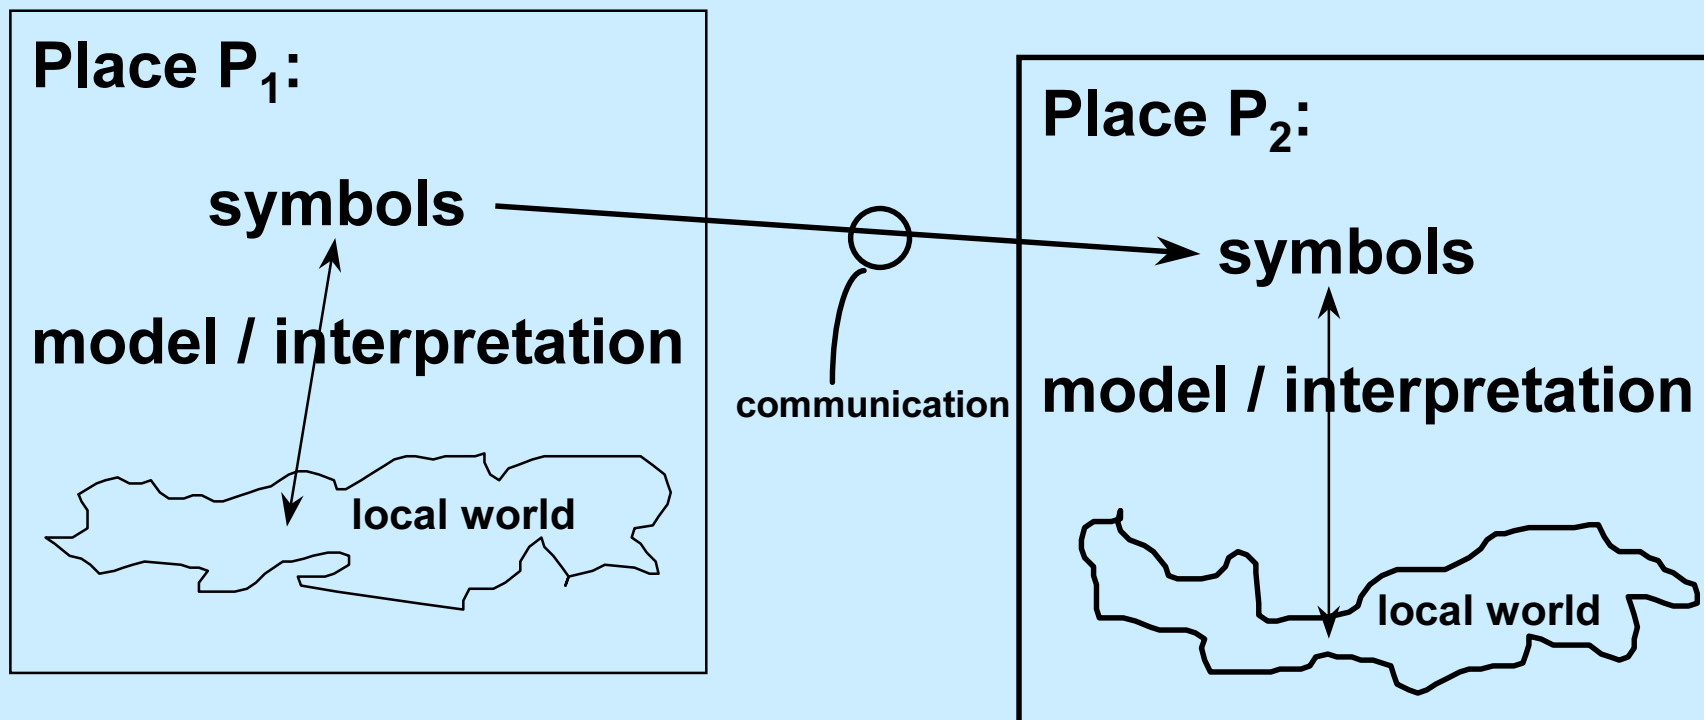 Place P₁:
symbols
model / interpretation
local world
communication
Place P₂:
symbols
model / interpretation
local world